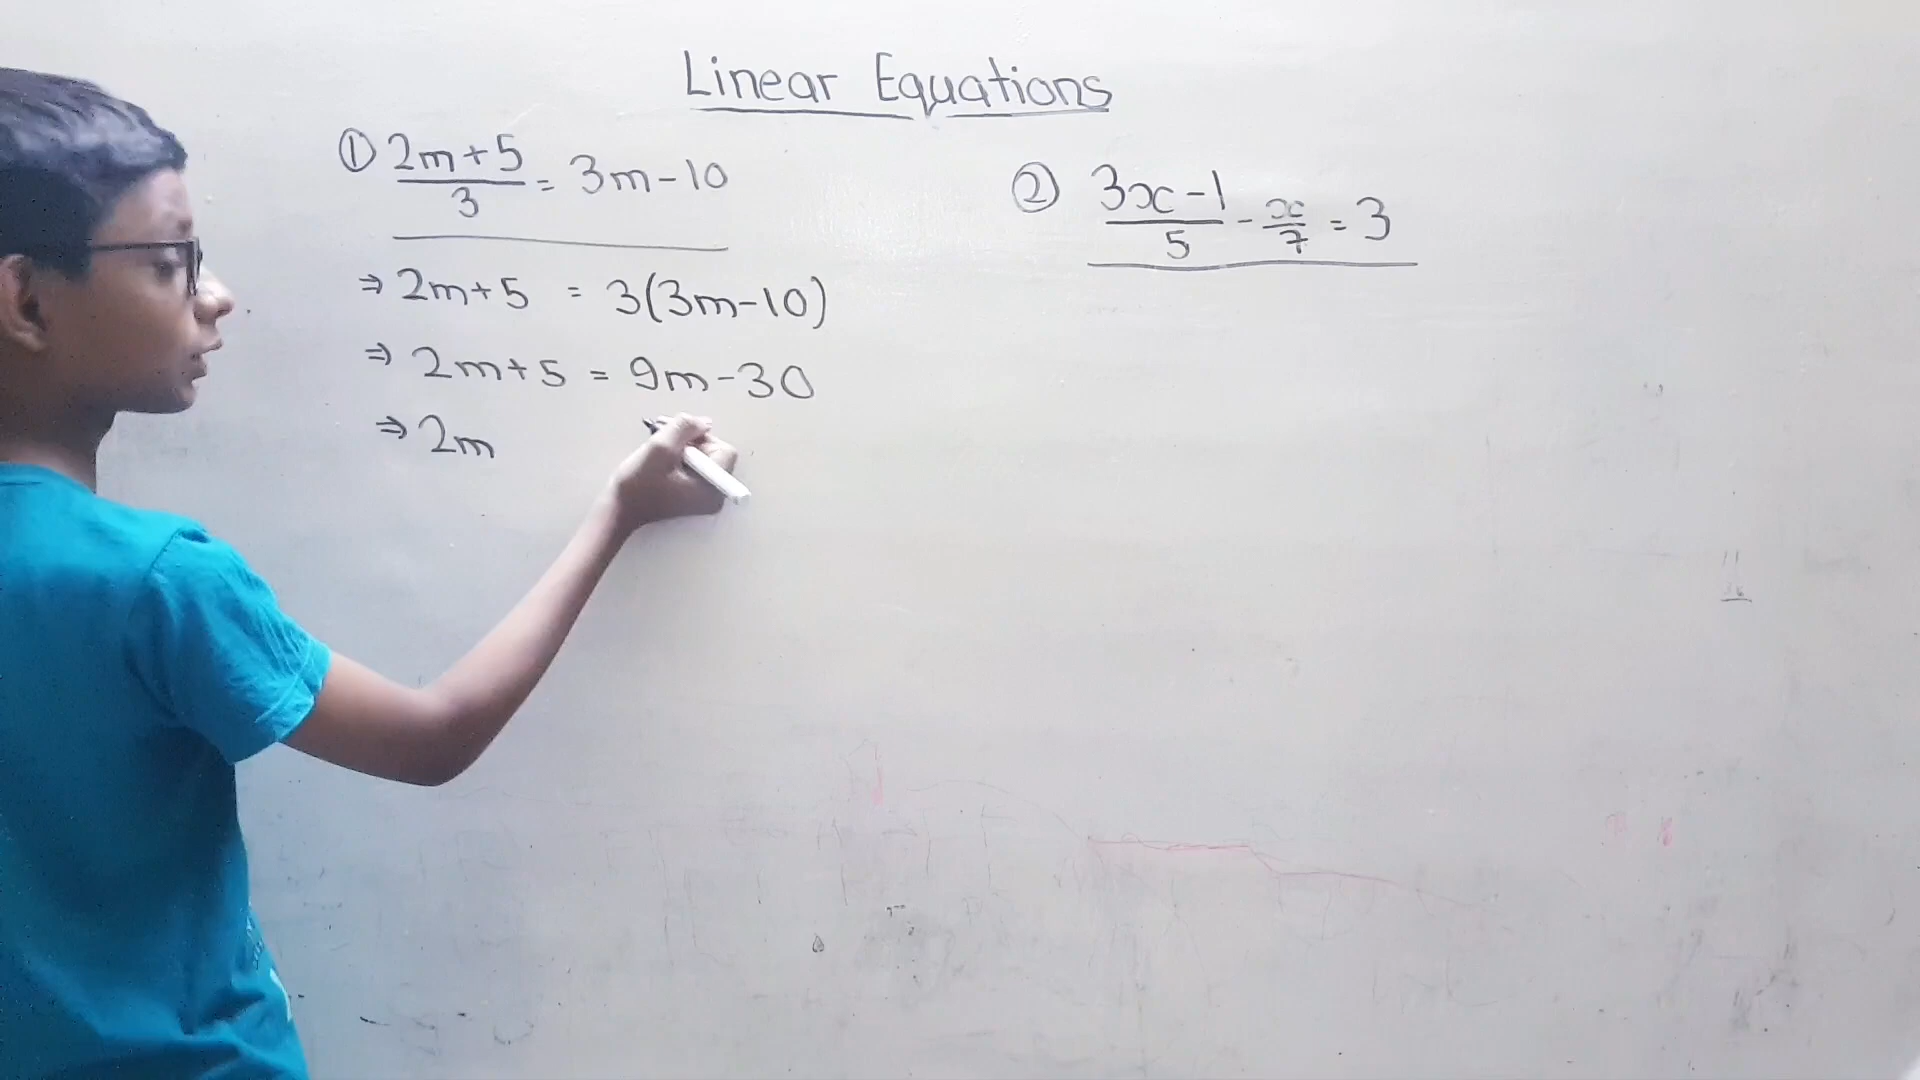 Linear Equations
① (2m+5)/3 = 3m-10
⇒ 2m+5 = 3(3m-10)
⇒ 2m+5 = 9m-30
⇒ 2m
② (3x-1)/5 - x/7 = 3